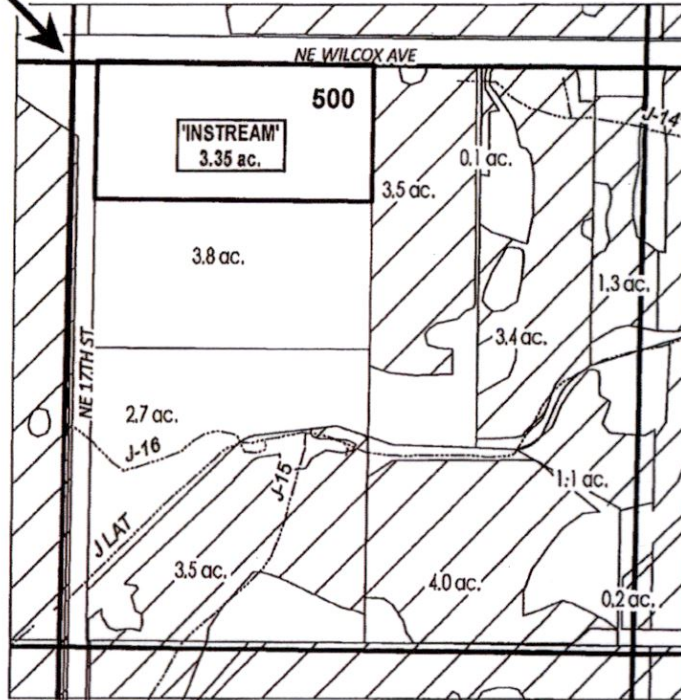 NE WILCOX AVE
500
'INSTREAM'
3.35 ac.
J-14
0.1 ac.
3.5 ac.
3.8 ac.
1.3 ac.
3.4 ac.
NE 17TH ST.
2.7 ac.
J-16
J-15
1.1 ac.
J LAT
3.5 ac.
4.0 ac.
0.2 ac.